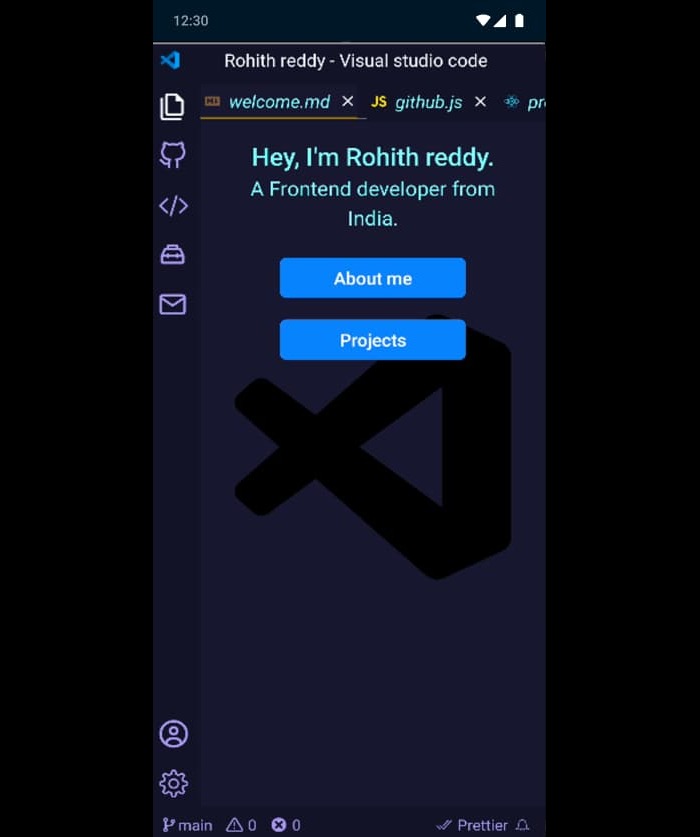 12:30
Rohith reddy - Visual studio code
welcome.md
JS github.js
pr
Hey, I'm Rohith reddy.
A Frontend developer from
India.
About me
Projects
main 0 0 Prettier